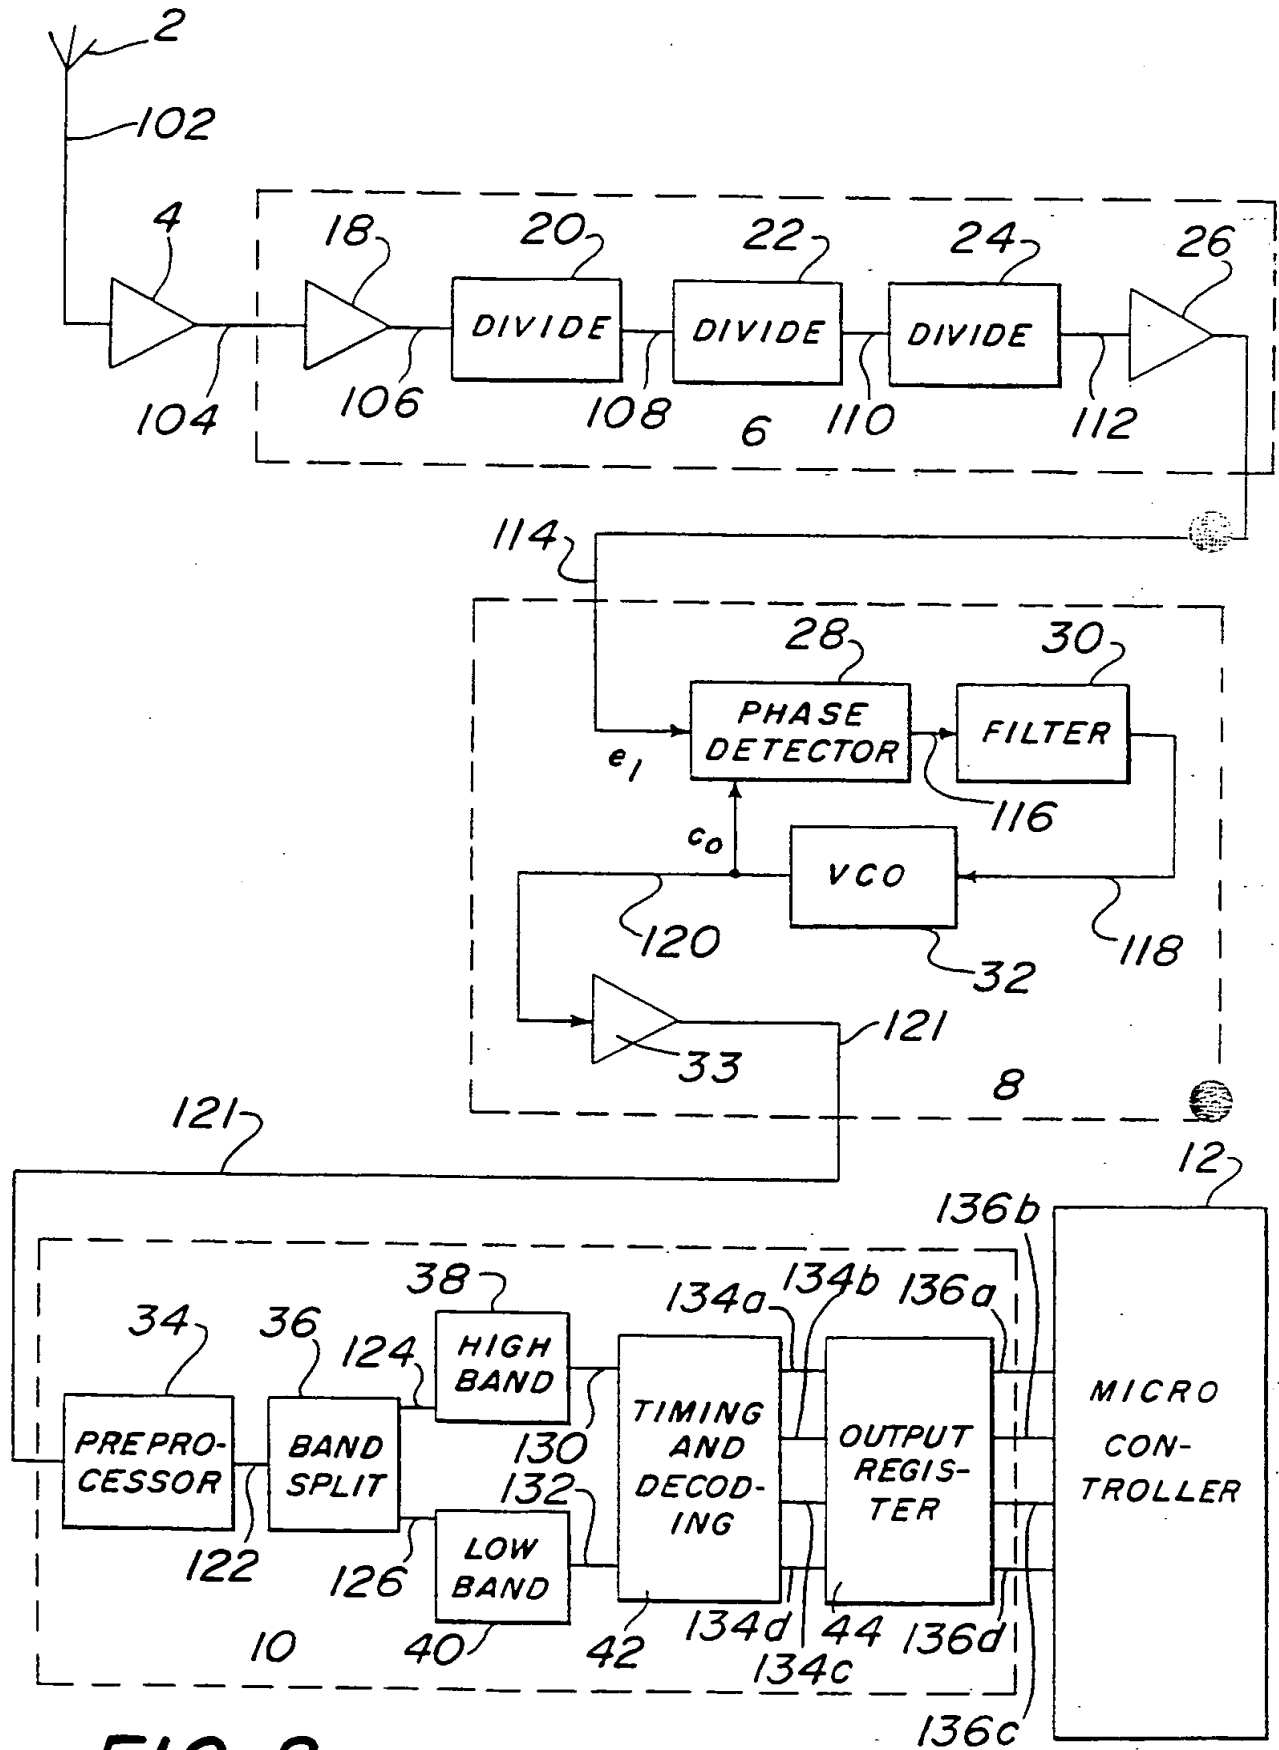 2
102
4
18
20
22
24
26
DIVIDE
DIVIDE
DIVIDE
104
106
108
6
110
112
114
28
30
PHASE
DETECTOR
FILTER
e1
116
c0
VCO
120
118
32
33
121
8
121
12
136b
134b
38
134a
136a
34
36
124
HIGH
BAND
PREPRO-
CESSOR
BAND
SPLIT
130
TIMING
AND
DECOD-
ING
OUTPUT
REGIS-
TER
MICRO
CON-
TROLLER
132
122
126
LOW
BAND
10
40
42
134d
44
136d
134c
136c